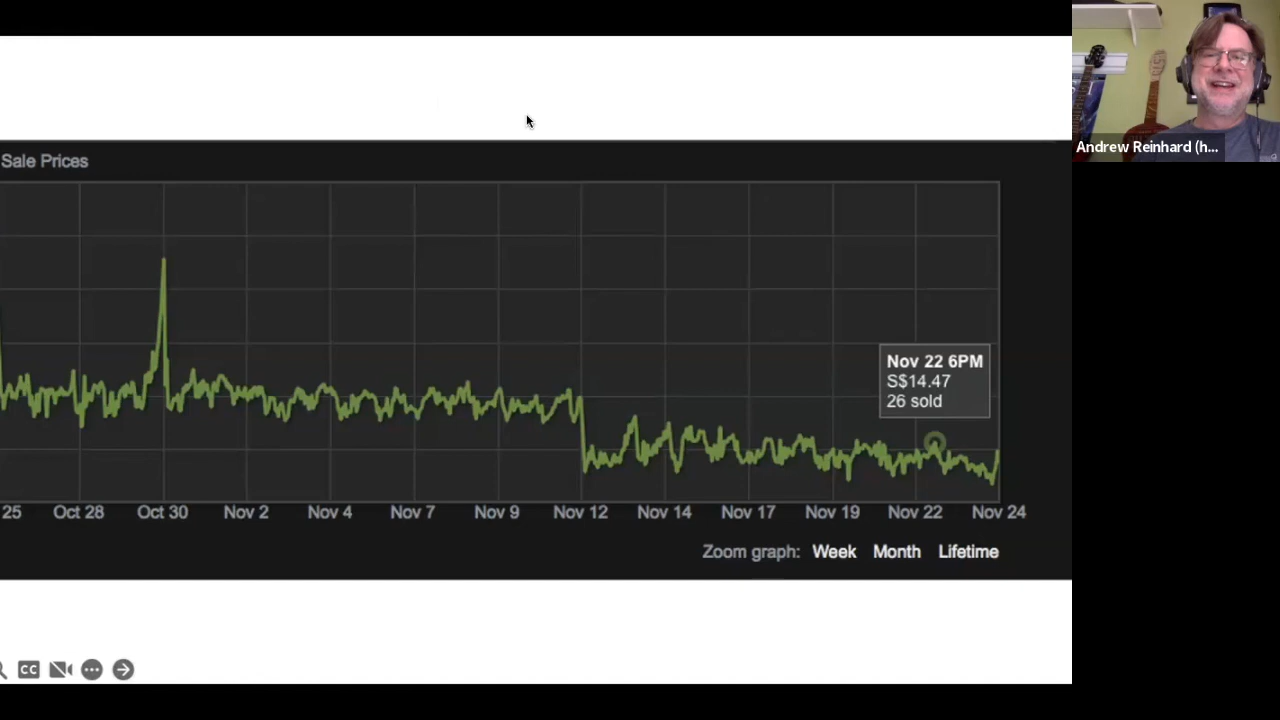 Sale Prices
Nov 22 6PM
S$14.47
26 sold
25 Oct 28 Oct 30 Nov 2 Nov 4 Nov 7 Nov 9 Nov 12 Nov 14 Nov 17 Nov 19 Nov 22 Nov 24
Zoom graph: Week Month Lifetime
CC
Andrew Reinhard (h...